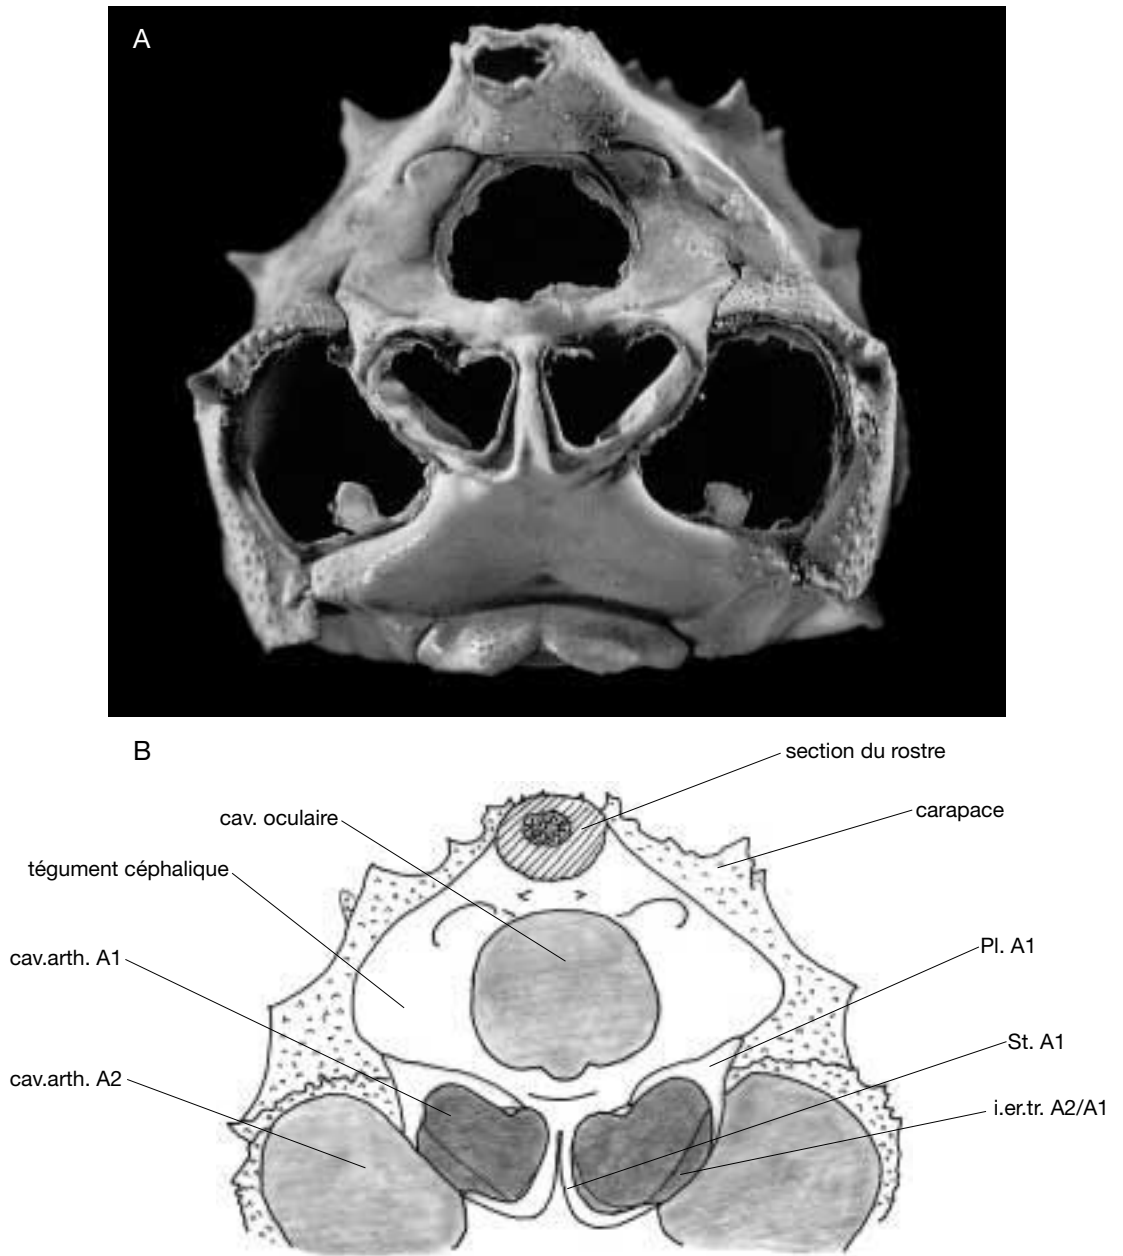 A
B
section du rostre
cav. oculaire
carapace
tégument céphalique
cav.arth. A1
Pl. A1
St. A1
cav.arth. A2
i.er.tr. A2/A1